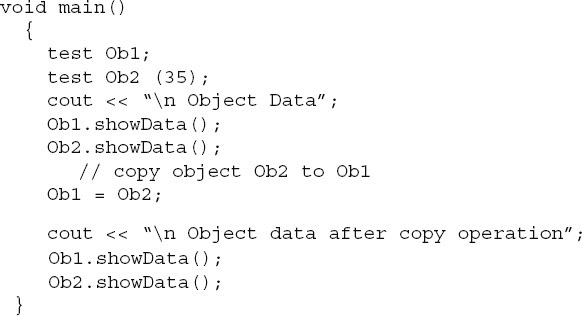 void main()
{
test Ob1;
test Ob2 (35);
cout << “\n Object Data”;
Ob1.showData();
Ob2.showData();
// copy object Ob2 to Ob1
Ob1 = Ob2;
cout << “\n Object data after copy operation”;
Ob1.showData();
Ob2.showData();
}